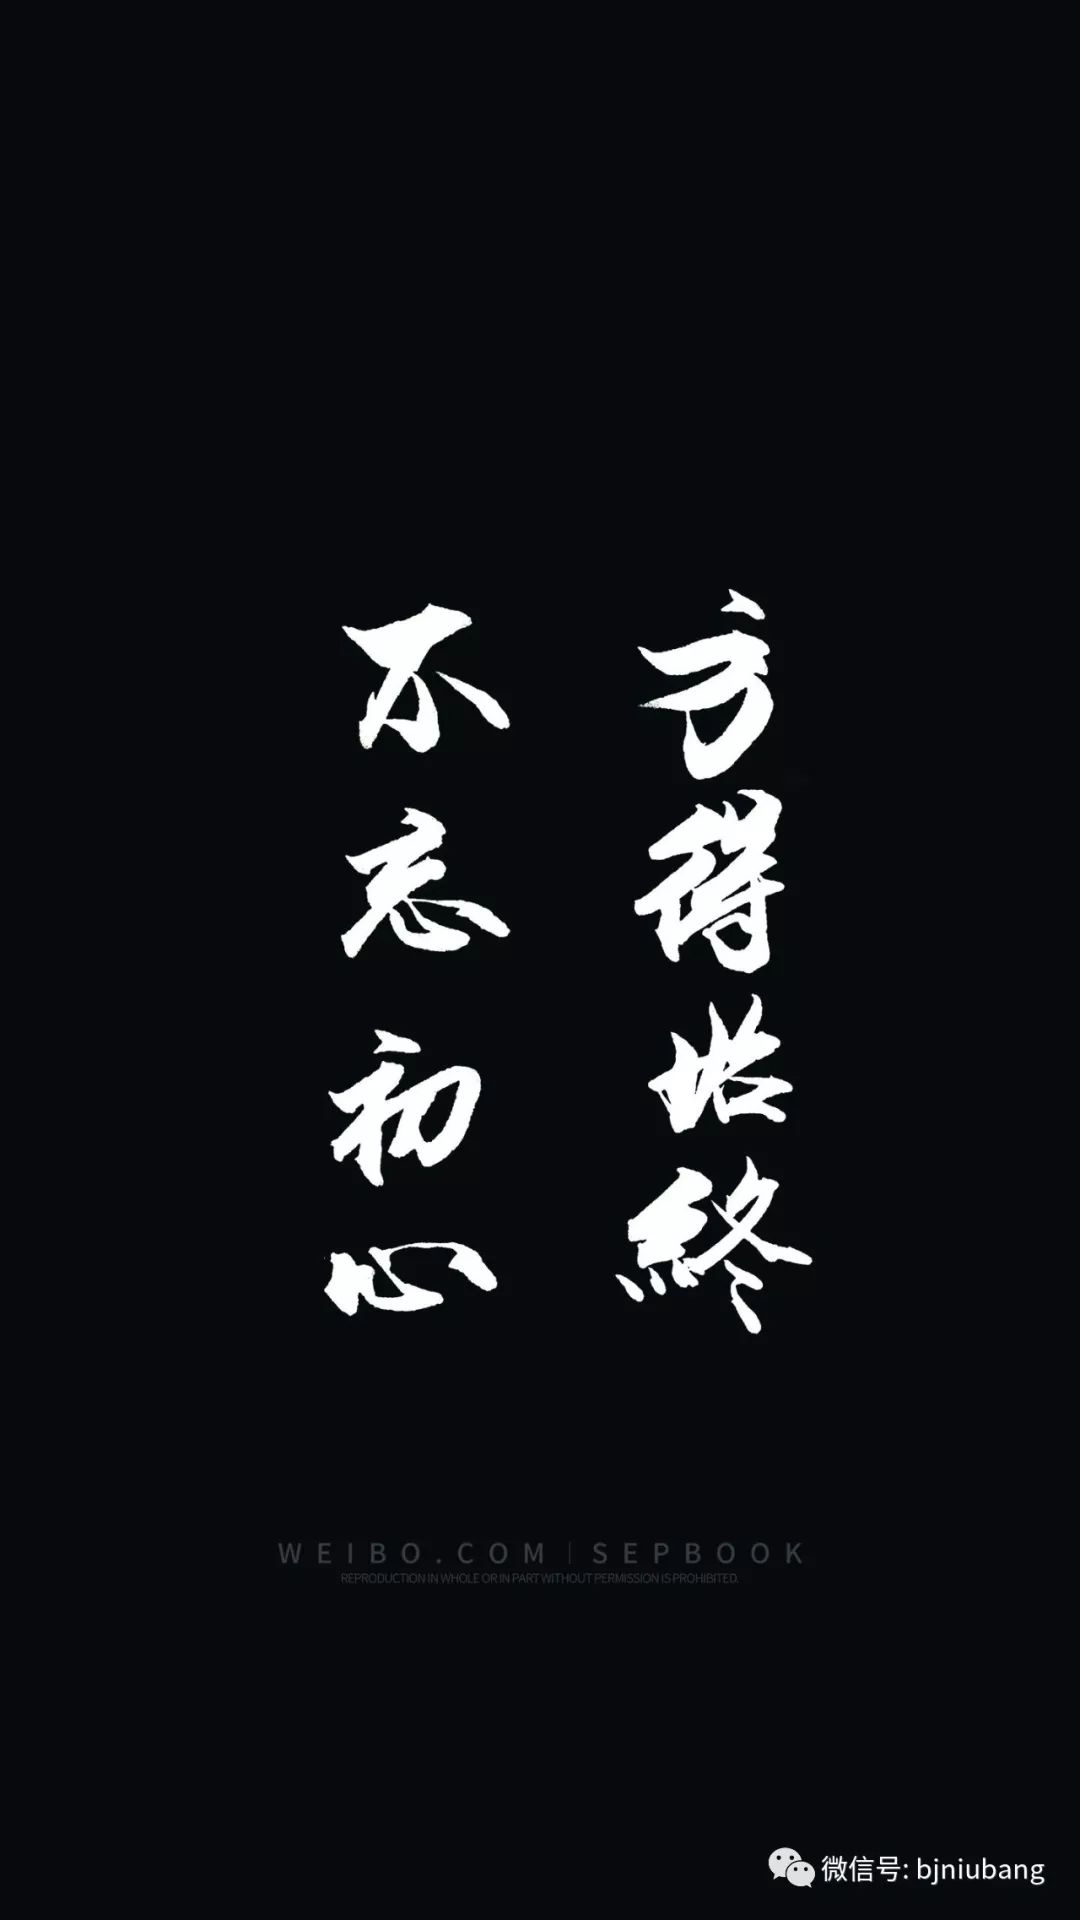 不忘初心
方得始終
WEIBO.COM | SEPBOOK
REPRODUCTION IN WHOLE OR IN PART WITHOUT PERMISSION IS PROHIBITED.
微信号: bjniubang